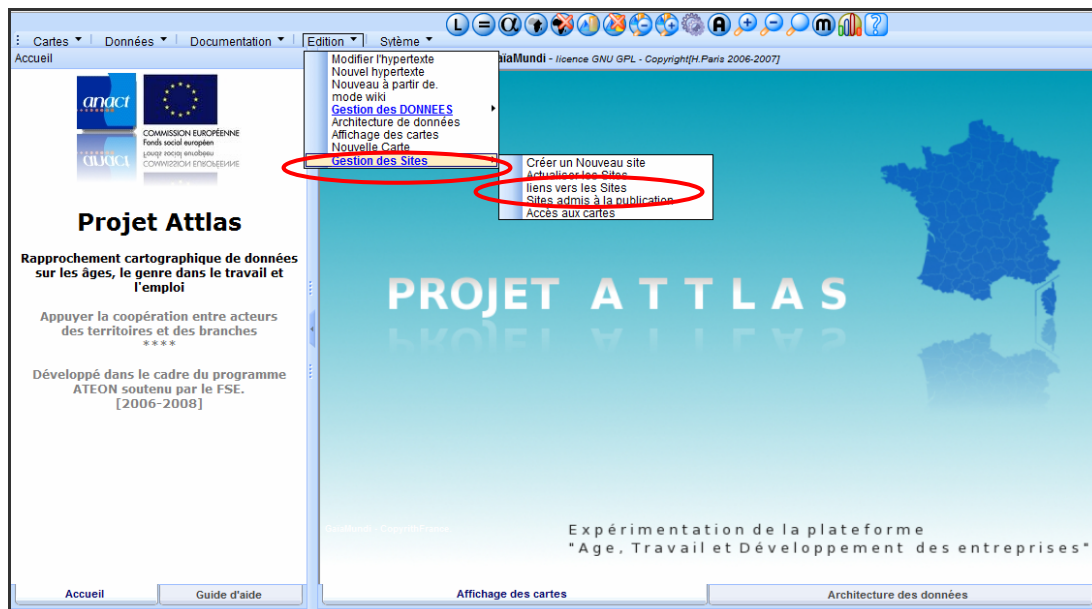 L = α A m ?
Cartes Données Documentation Edition Sytème
Accueil
aïaMundi - licence GNU GPL - Copyright[H.Paris 2006-2007]
Modifier l'hypertexte
Nouvel hypertexte
Nouveau à partir de.
mode wiki
Gestion des DONNEES
Architecture de données
Affichage des cartes
Nouvelle Carte
Gestion des Sites
Créer un Nouveau site
Actualiser les Sites
liens vers les Sites
Sites admis à la publication
Accès aux cartes
anact
COMMISSION EUROPÉENNE
Fonds social européen
Projet Attlas
Rapprochement cartographique de données
sur les âges, le genre dans le travail et
l'emploi
Appuyer la coopération entre acteurs
des territoires et des branches
****
Développé dans le cadre du programme
ATEON soutenu par le FSE.
[2006-2008]
PROJET ATTLAS
Expérimentation de la plateforme
"Age, Travail et Développement des entreprises"
Accueil Guide d'aide Affichage des cartes Architecture des données